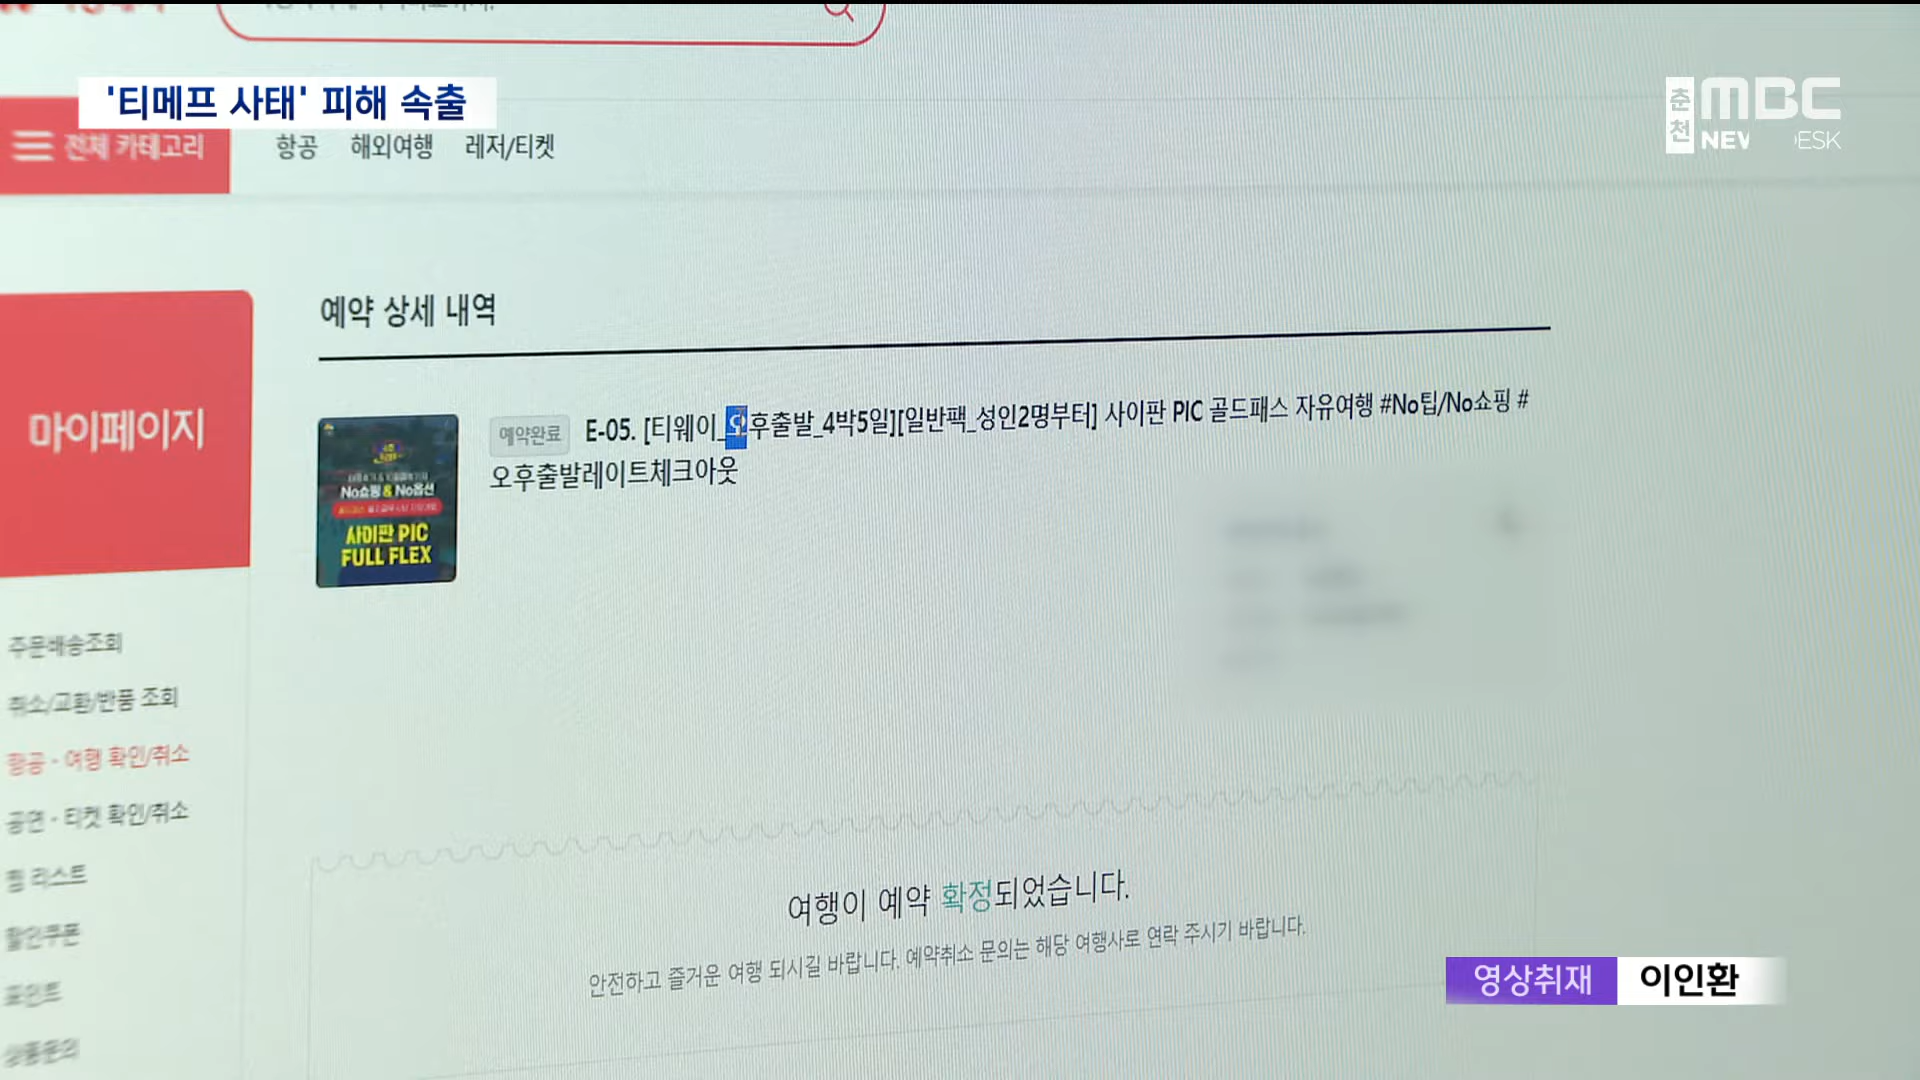 '티메프 사태' 피해 속출
춘천 MBC
NEW ESK
전체 카테고리 항공 해외여행 레저/티켓
예약 상세 내역
마이페이지
예약완료 E-05. [티웨이_오후출발_4박5일][일반팩_성인2명부터] 사이판 PIC 골드패스 자유여행 #No팁/No쇼핑 #
오후출발레이트체크아웃
No쇼핑 & No옵션
사이판 PIC
FULL FLEX
주문배송조회
취소/교환/반품 조회
항공 · 여행 확인/취소
공연 · 티켓 확인/취소
찜 리스트
할인쿠폰
포인트
상품문의
여행이 예약 확정되었습니다.
안전하고 즐거운 여행 되시길 바랍니다. 예약취소 문의는 해당 여행사로 연락 주시기 바랍니다.
영상취재 이인환